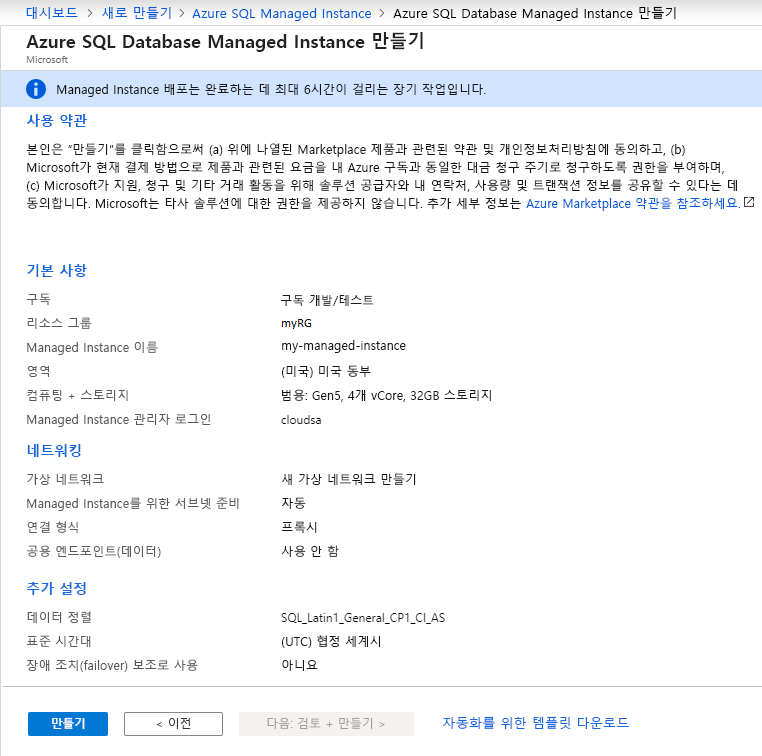 대시보드 > 새로 만들기 > Azure SQL Managed Instance > Azure SQL Database Managed Instance 만들기
Azure SQL Database Managed Instance 만들기
Microsoft
Managed Instance 배포는 완료하는 데 최대 6시간이 걸리는 장기 작업입니다.
사용 약관
본인은 "만들기"를 클릭함으로써 (a) 위에 나열된 Marketplace 제품과 관련된 약관 및 개인정보처리방침에 동의하고, (b)
Microsoft가 현재 결제 방법으로 제품과 관련된 요금을 내 Azure 구독과 동일한 대금 청구 주기로 청구하도록 권한을 부여하며,
(c) Microsoft가 지원, 청구 및 기타 거래 활동을 위해 솔루션 공급자와 내 연락처, 사용량 및 트랜잭션 정보를 공유할 수 있다는 데
동의합니다. Microsoft는 타사 솔루션에 대한 권한을 제공하지 않습니다. 추가 세부 정보는 Azure Marketplace 약관을 참조하세요.
기본 사항
구독 구독 개발/테스트
리소스 그룹 myRG
Managed Instance 이름 my-managed-instance
영역 (미국) 미국 동부
컴퓨팅 + 스토리지 범용: Gen5, 4개 vCore, 32GB 스토리지
Managed Instance 관리자 로그인 cloudsa
네트워킹
가상 네트워크 새 가상 네트워크 만들기
Managed Instance를 위한 서브넷 준비 자동
연결 형식 프록시
공용 엔드포인트(데이터) 사용 안 함
추가 설정
데이터 정렬 SQL_Latin1_General_CP1_CI_AS
표준 시간대 (UTC) 협정 세계시
장애 조치(failover) 보조로 사용 아니요
만들기 < 이전 다음: 검토 + 만들기 > 자동화를 위한 템플릿 다운로드